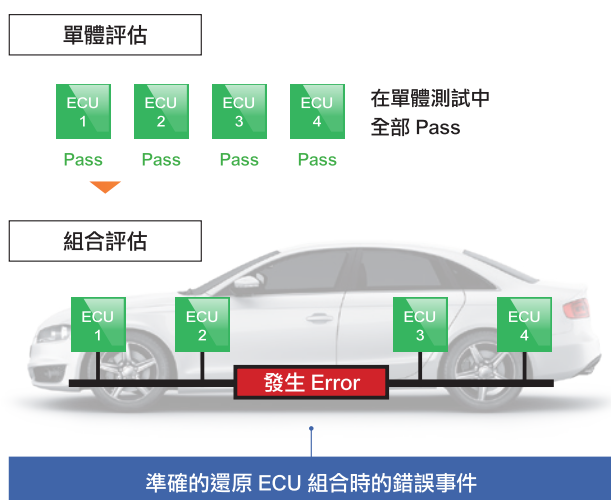 單體評估
ECU 1
ECU 2
ECU 3
ECU 4
在單體測試中
全部 Pass
Pass Pass Pass Pass
組合評估
ECU 1
ECU 2
ECU 3
ECU 4
發生 Error
準確的還原 ECU 組合時的錯誤事件